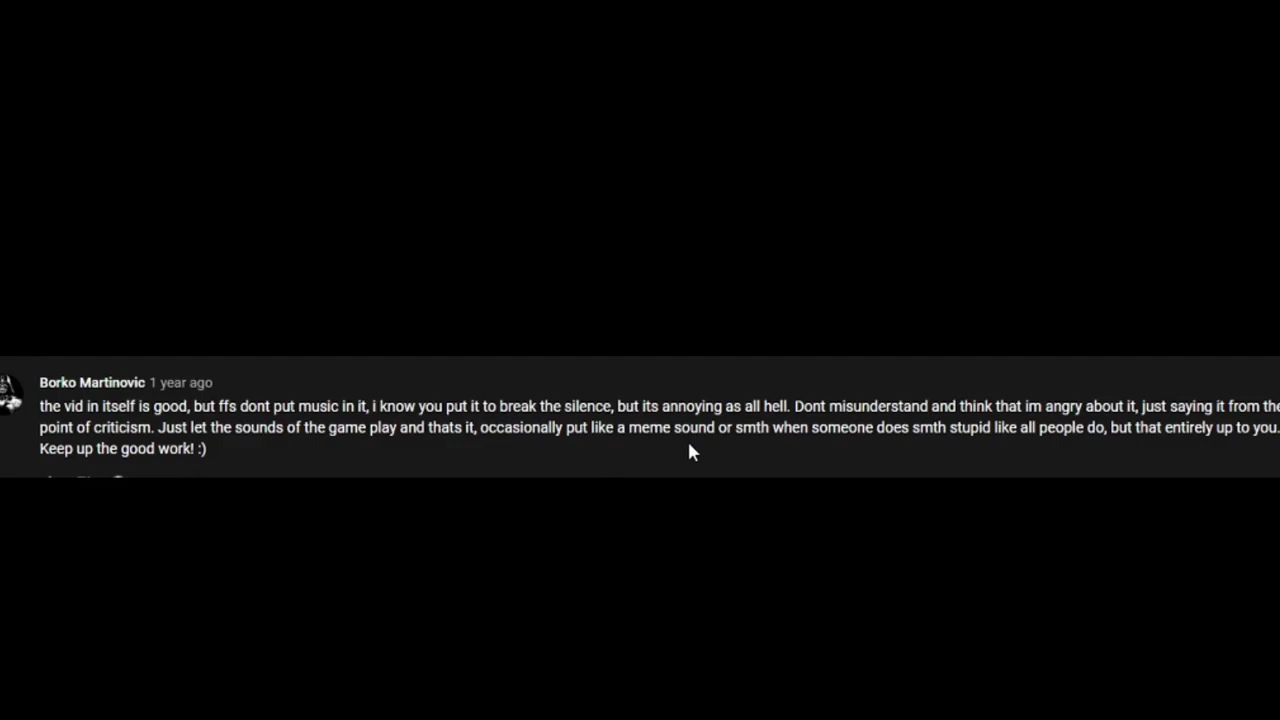 Borko Martinovic 1 year ago
the vid in itself is good, but ffs dont put music in it, i know you put it to break the silence, but its annoying as all hell. Dont misunderstand and think that im angry about it, just saying it from the
point of criticism. Just let the sounds of the game play and thats it, occasionally put like a meme sound or smth when someone does smth stupid like all people do, but that entirely up to you.
Keep up the good work! :)